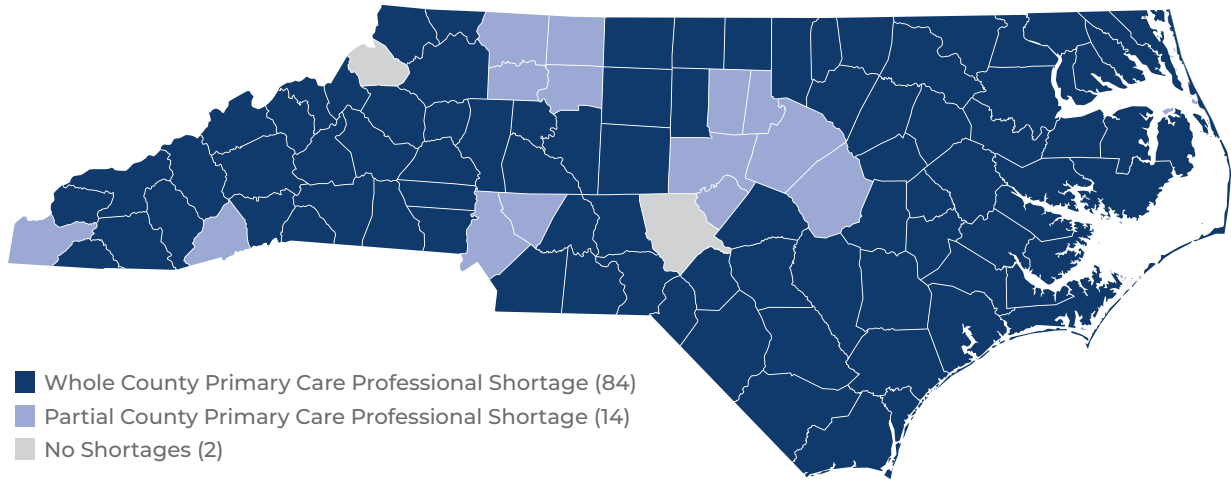 Whole County Primary Care Professional Shortage (84)
Partial County Primary Care Professional Shortage (14)
No Shortages (2)